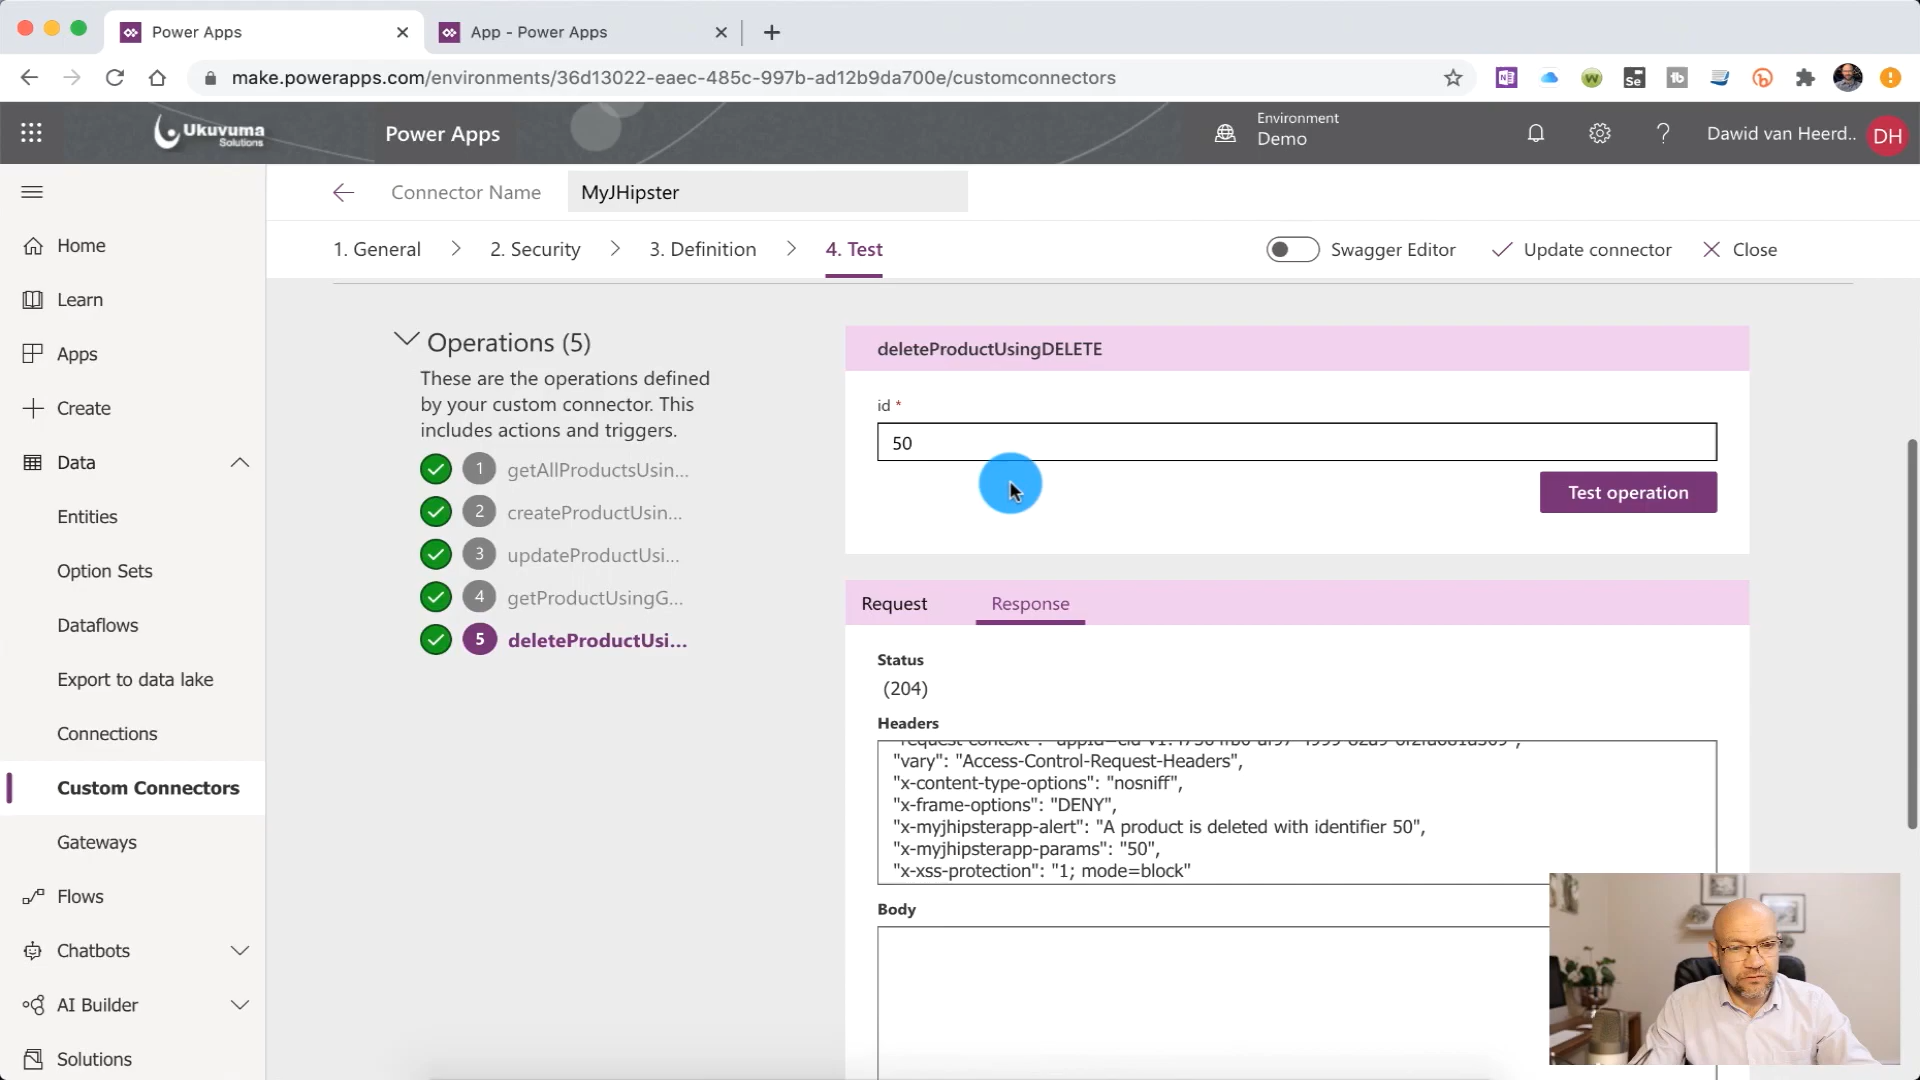 Power Apps
App - Power Apps
make.powerapps.com/environments/36d13022-eaec-485c-997b-ad12b9da700e/customconnectors
Ukuvuma
Solutions
Power Apps
Environment
Demo
Dawid van Heerd..
DH
Connector Name
MyJHipster
1. General
2. Security
3. Definition
4. Test
Swagger Editor
Update connector
Close
Home
Learn
Apps
Create
Data
Entities
Option Sets
Dataflows
Export to data lake
Connections
Custom Connectors
Gateways
Flows
Chatbots
AI Builder
Solutions
Operations (5)
These are the operations defined
by your custom connector. This
includes actions and triggers.
1 getAllProductsUsin...
2 createProductUsin...
3 updateProductUsi...
4 getProductUsingG...
5 deleteProductUsi...
deleteProductUsingDELETE
id *
50
Test operation
Request
Response
Status
(204)
Headers
"vary": "Access-Control-Request-Headers",
"x-content-type-options": "nosniff",
"x-frame-options": "DENY",
"x-myjhipsterapp-alert": "A product is deleted with identifier 50",
"x-myjhipsterapp-params": "50",
"x-xss-protection": "1; mode=block"
Body